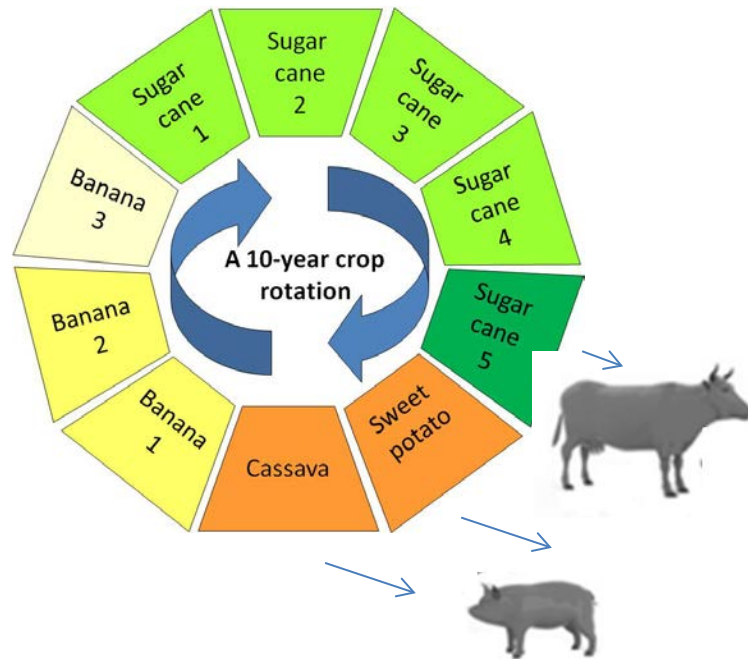 Sugar
cane
1
Sugar
cane
2
Sugar
cane
3
Sugar
cane
4
Sugar
cane
5
Sweet
potato
Cassava
Banana
1
Banana
2
Banana
3
A 10-year crop
rotation